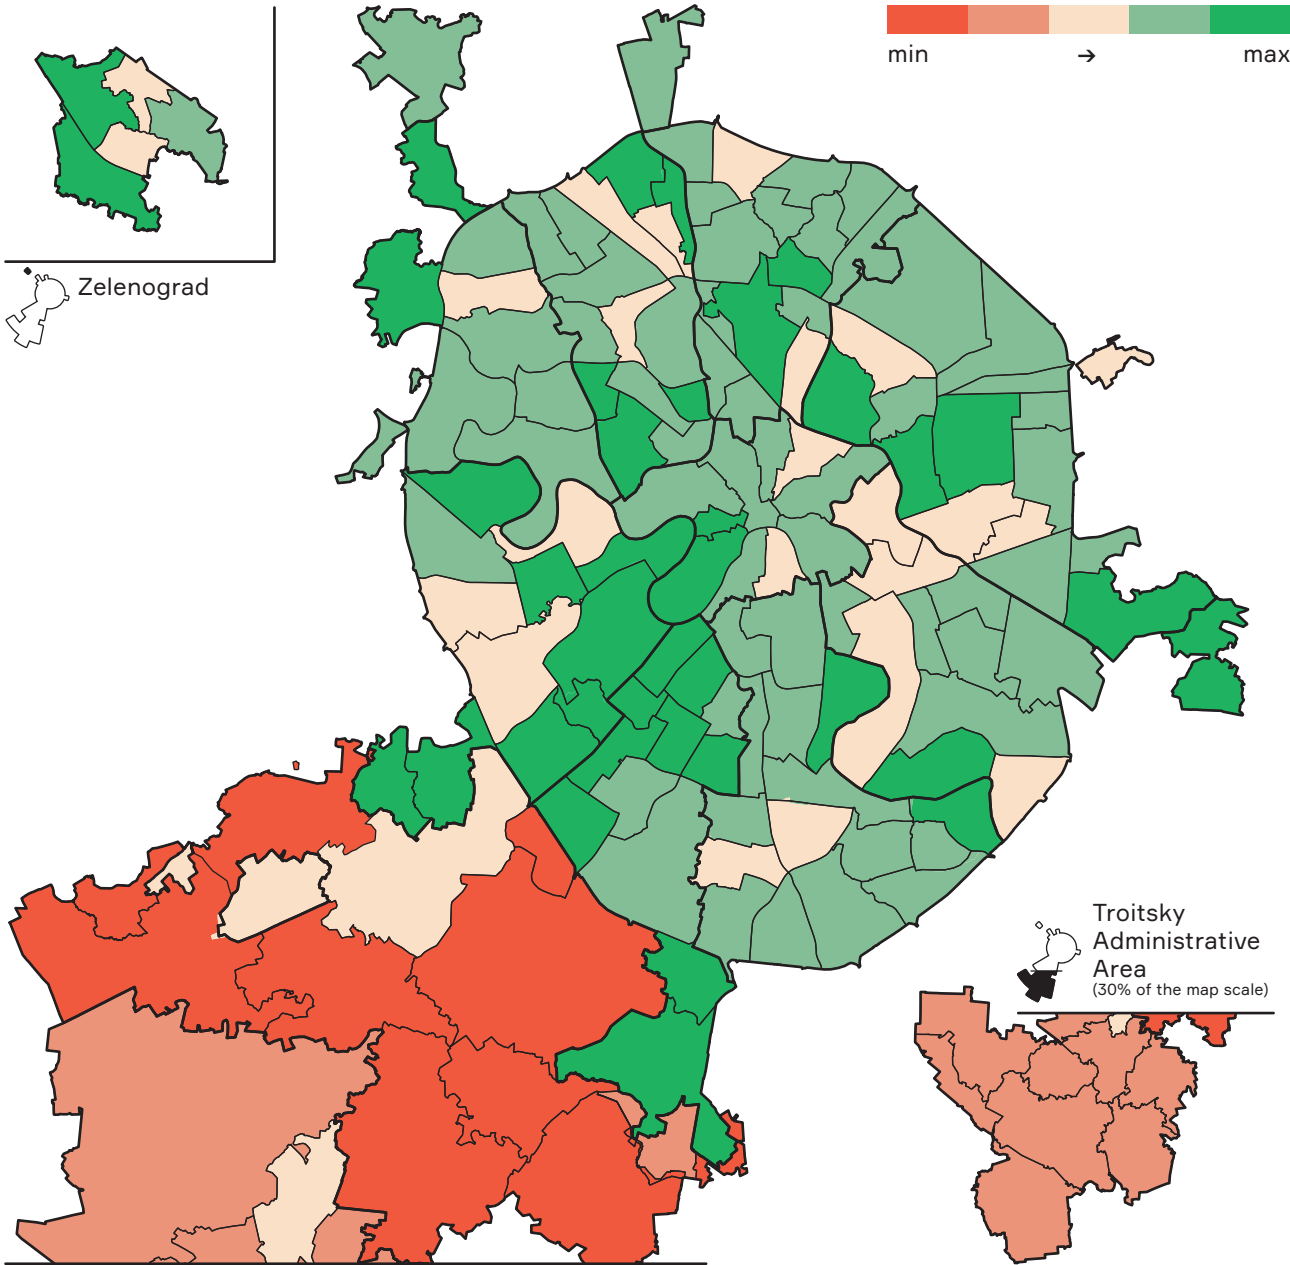 min → max
Zelenograd
Troitsky
Administrative
Area
(30% of the map scale)